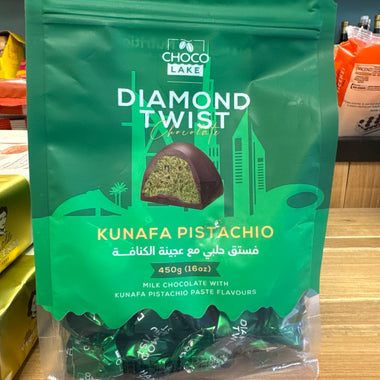 CHOCO
LAKE
DIAMOND
TWIST
Chocolate
KUNAFA PISTACHIO
فستق حلبي مع عجينة الكنافة
450g (16oz)
MILK CHOCOLATE WITH
KUNAFA PISTACHIO PASTE FLAVOURS